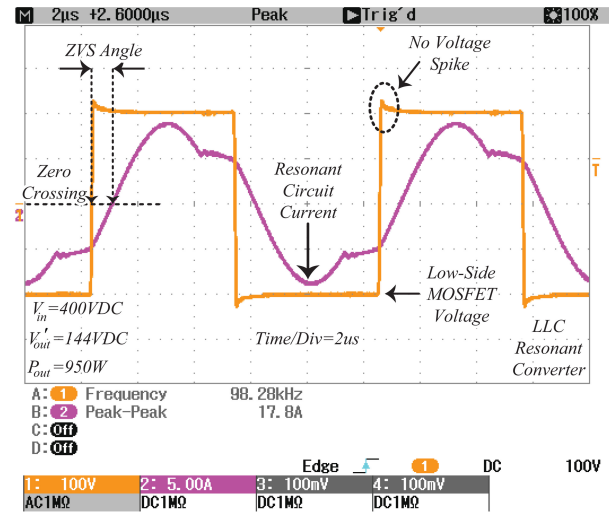 M 2µs +2.6000µs Peak Trig'd 100%
ZVS Angle
No Voltage
Spike
Zero
Crossing
Resonant
Circuit
Current
T
2
Low-Side
MOSFET
Voltage
Vin=400VDC
V'out=144VDC
Pout=950W
Time/Div=2us
LLC
Resonant
Converter
A: 1 Frequency 98.28kHz
B: 2 Peak-Peak 17.8A
C: Off
D: Off
Edge 1 DC 100V
1: 100V 2: 5.00A 3: 100mV 4: 100mV
AC1MΩ DC1MΩ DC1MΩ DC1MΩ